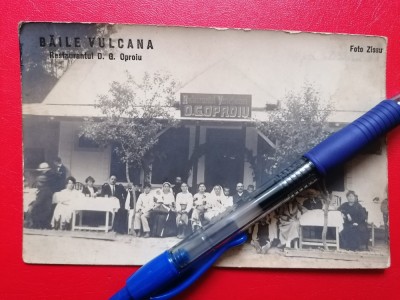 BĂILE VULCANA
Restaurantul D. G. Oproiu
Foto Zissu
D.G.OPROIU